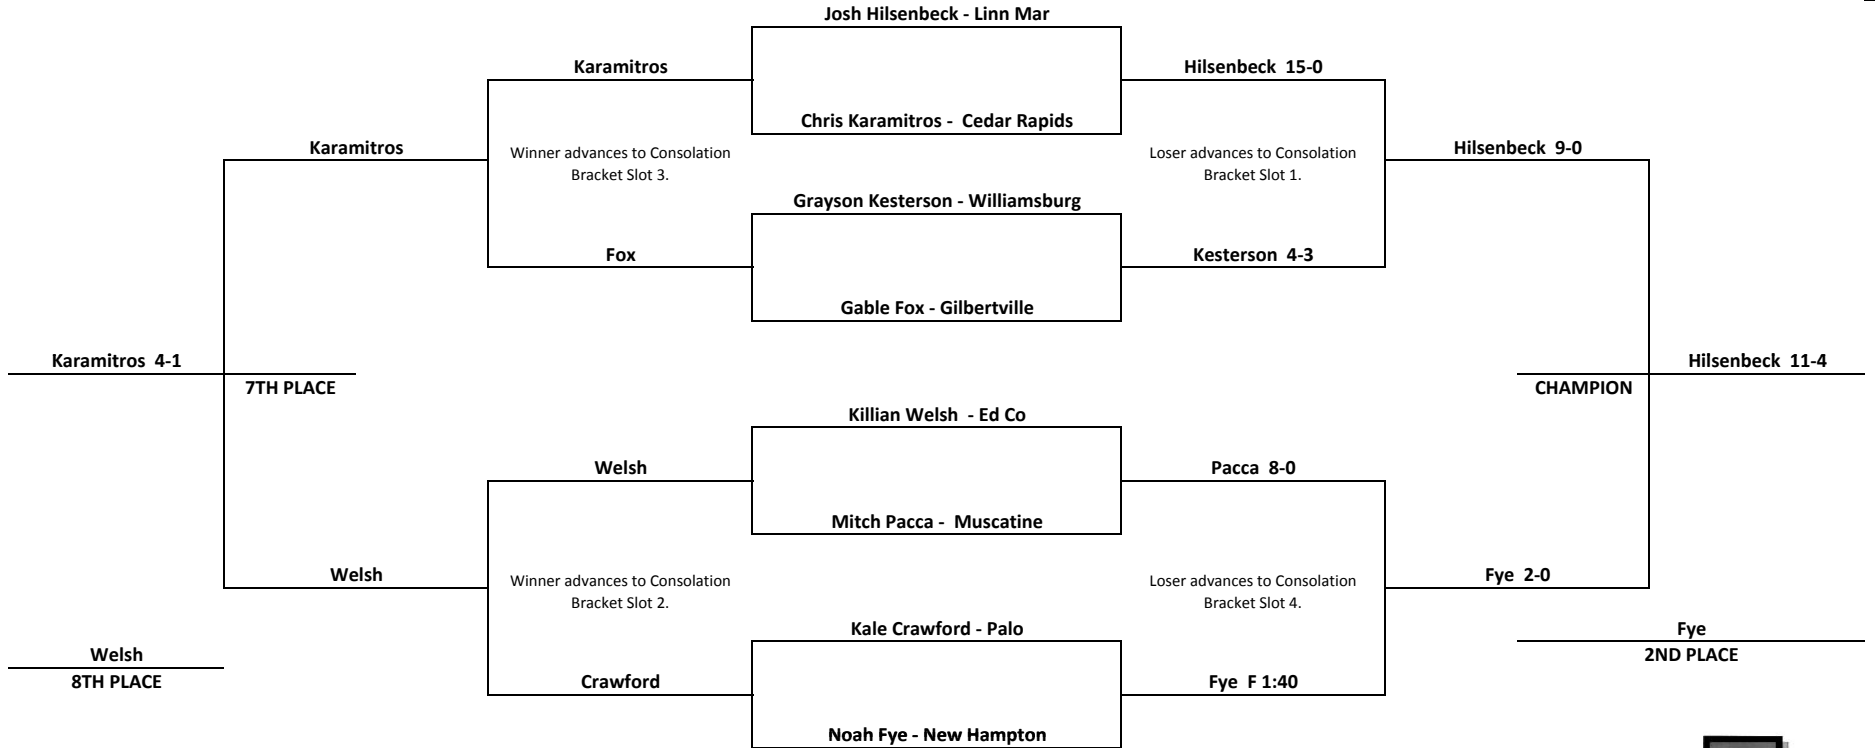 Josh Hilsenbeck - Linn Mar
Karamitros
Hilsenbeck 15-0
Chris Karamitros - Cedar Rapids
Karamitros
Winner advances to Consolation
Bracket Slot 3.
Loser advances to Consolation
Bracket Slot 1.
Hilsenbeck 9-0
Grayson Kesterson - Williamsburg
Fox
Kesterson 4-3
Gable Fox - Gilbertville
Karamitros 4-1
7TH PLACE
Hilsenbeck 11-4
CHAMPION
Killian Welsh - Ed Co
Welsh
Pacca 8-0
Mitch Pacca - Muscatine
Welsh
Winner advances to Consolation
Bracket Slot 2.
Loser advances to Consolation
Bracket Slot 4.
Fye 2-0
Kale Crawford - Palo
Welsh
8TH PLACE
Fye
2ND PLACE
Crawford
Fye F 1:40
Noah Fye - New Hampton